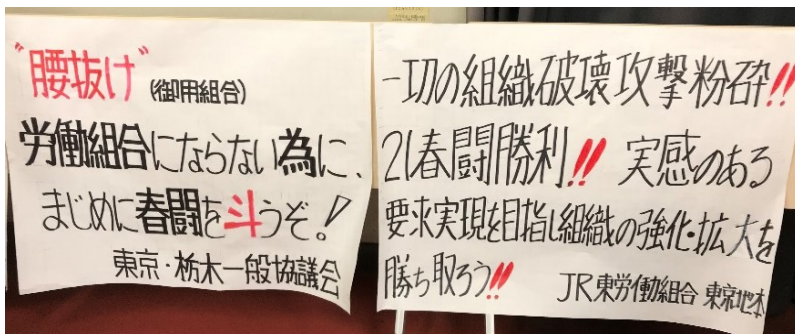 "腰抜け"(御用組合)
労働組合にならない為に、
まじめに春闘を斗うぞ!
東京・栃木一般協議会
一切の組織破壊攻撃粉砕!!
21春闘勝利!! 実感のある
要求実現を目指し組織の強化・拡大を
勝ち取ろう!! JR東労働組合 東京地本